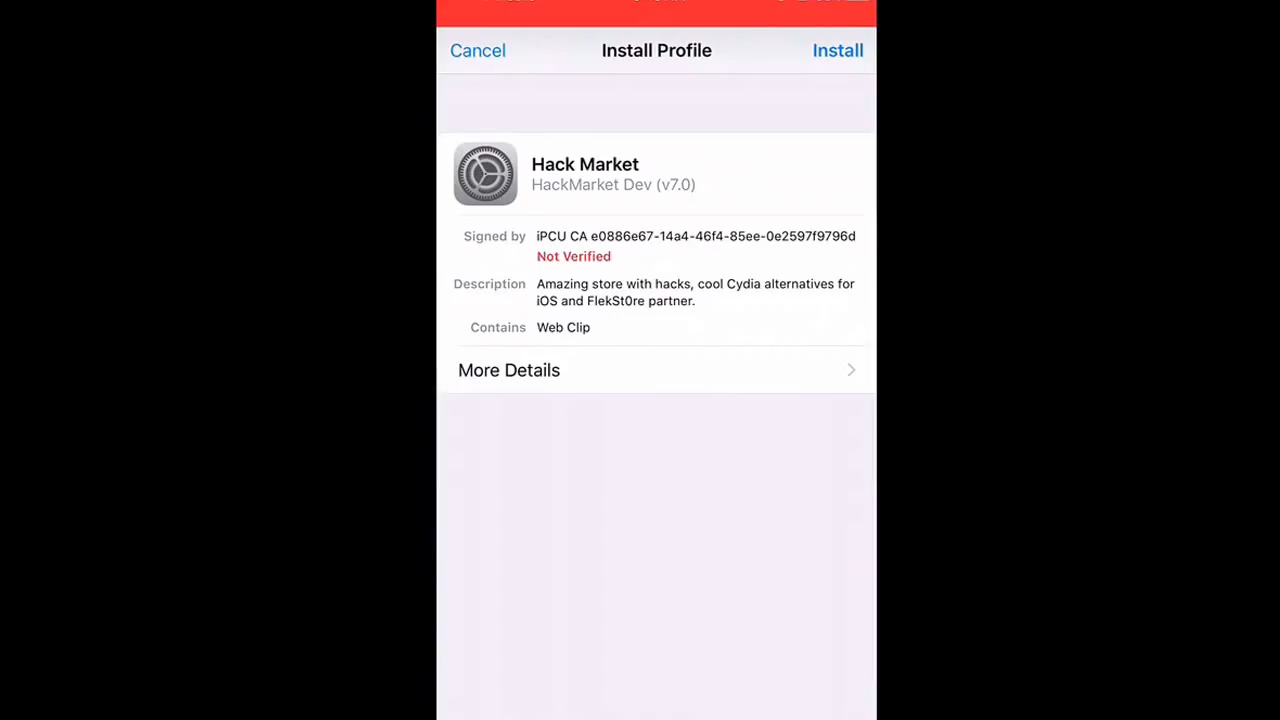 Cancel Install Profile Install
Hack Market
HackMarket Dev (v7.0)
Signed by iPCU CA e0886e67-14a4-46f4-85ee-0e2597f9796d
Not Verified
Description Amazing store with hacks, cool Cydia alternatives for
iOS and FlekSt0re partner.
Contains Web Clip
More Details